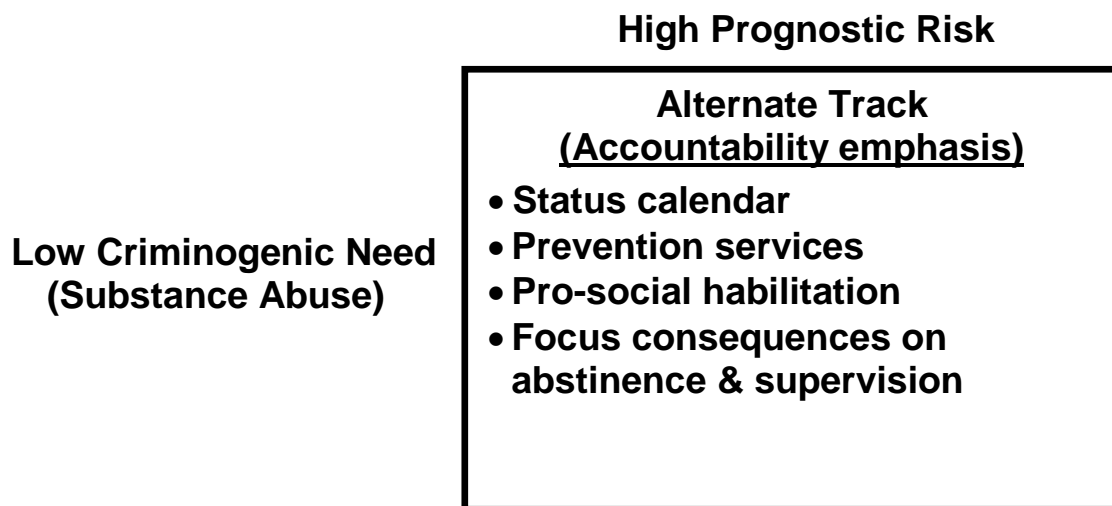 High Prognostic Risk
Alternate Track
(Accountability emphasis)
• Status calendar
• Prevention services
Low Criminogenic Need
(Substance Abuse)
• Pro-social habilitation
• Focus consequences on
abstinence & supervision